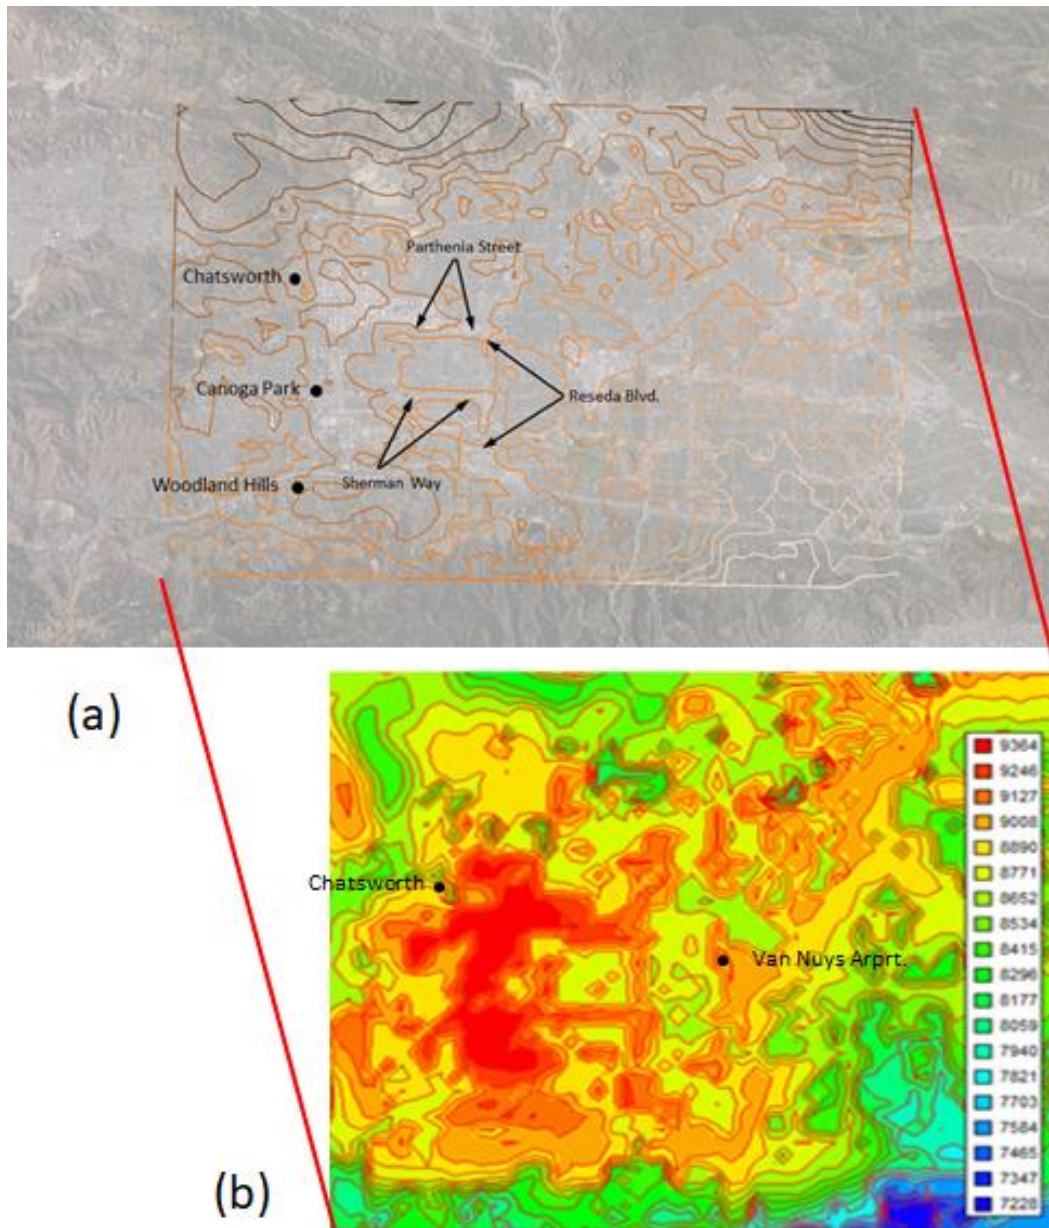 Parthenia Street
Chatsworth
Canoga Park
Reseda Blvd.
Woodland Hills
Sherman Way
(a)
9364
9246
9127
9008
8890
8771
8652
8534
8415
8296
8177
8059
7940
7821
7703
7584
7465
7347
7228
Chatsworth
Van Nuys Arprt.
(b)